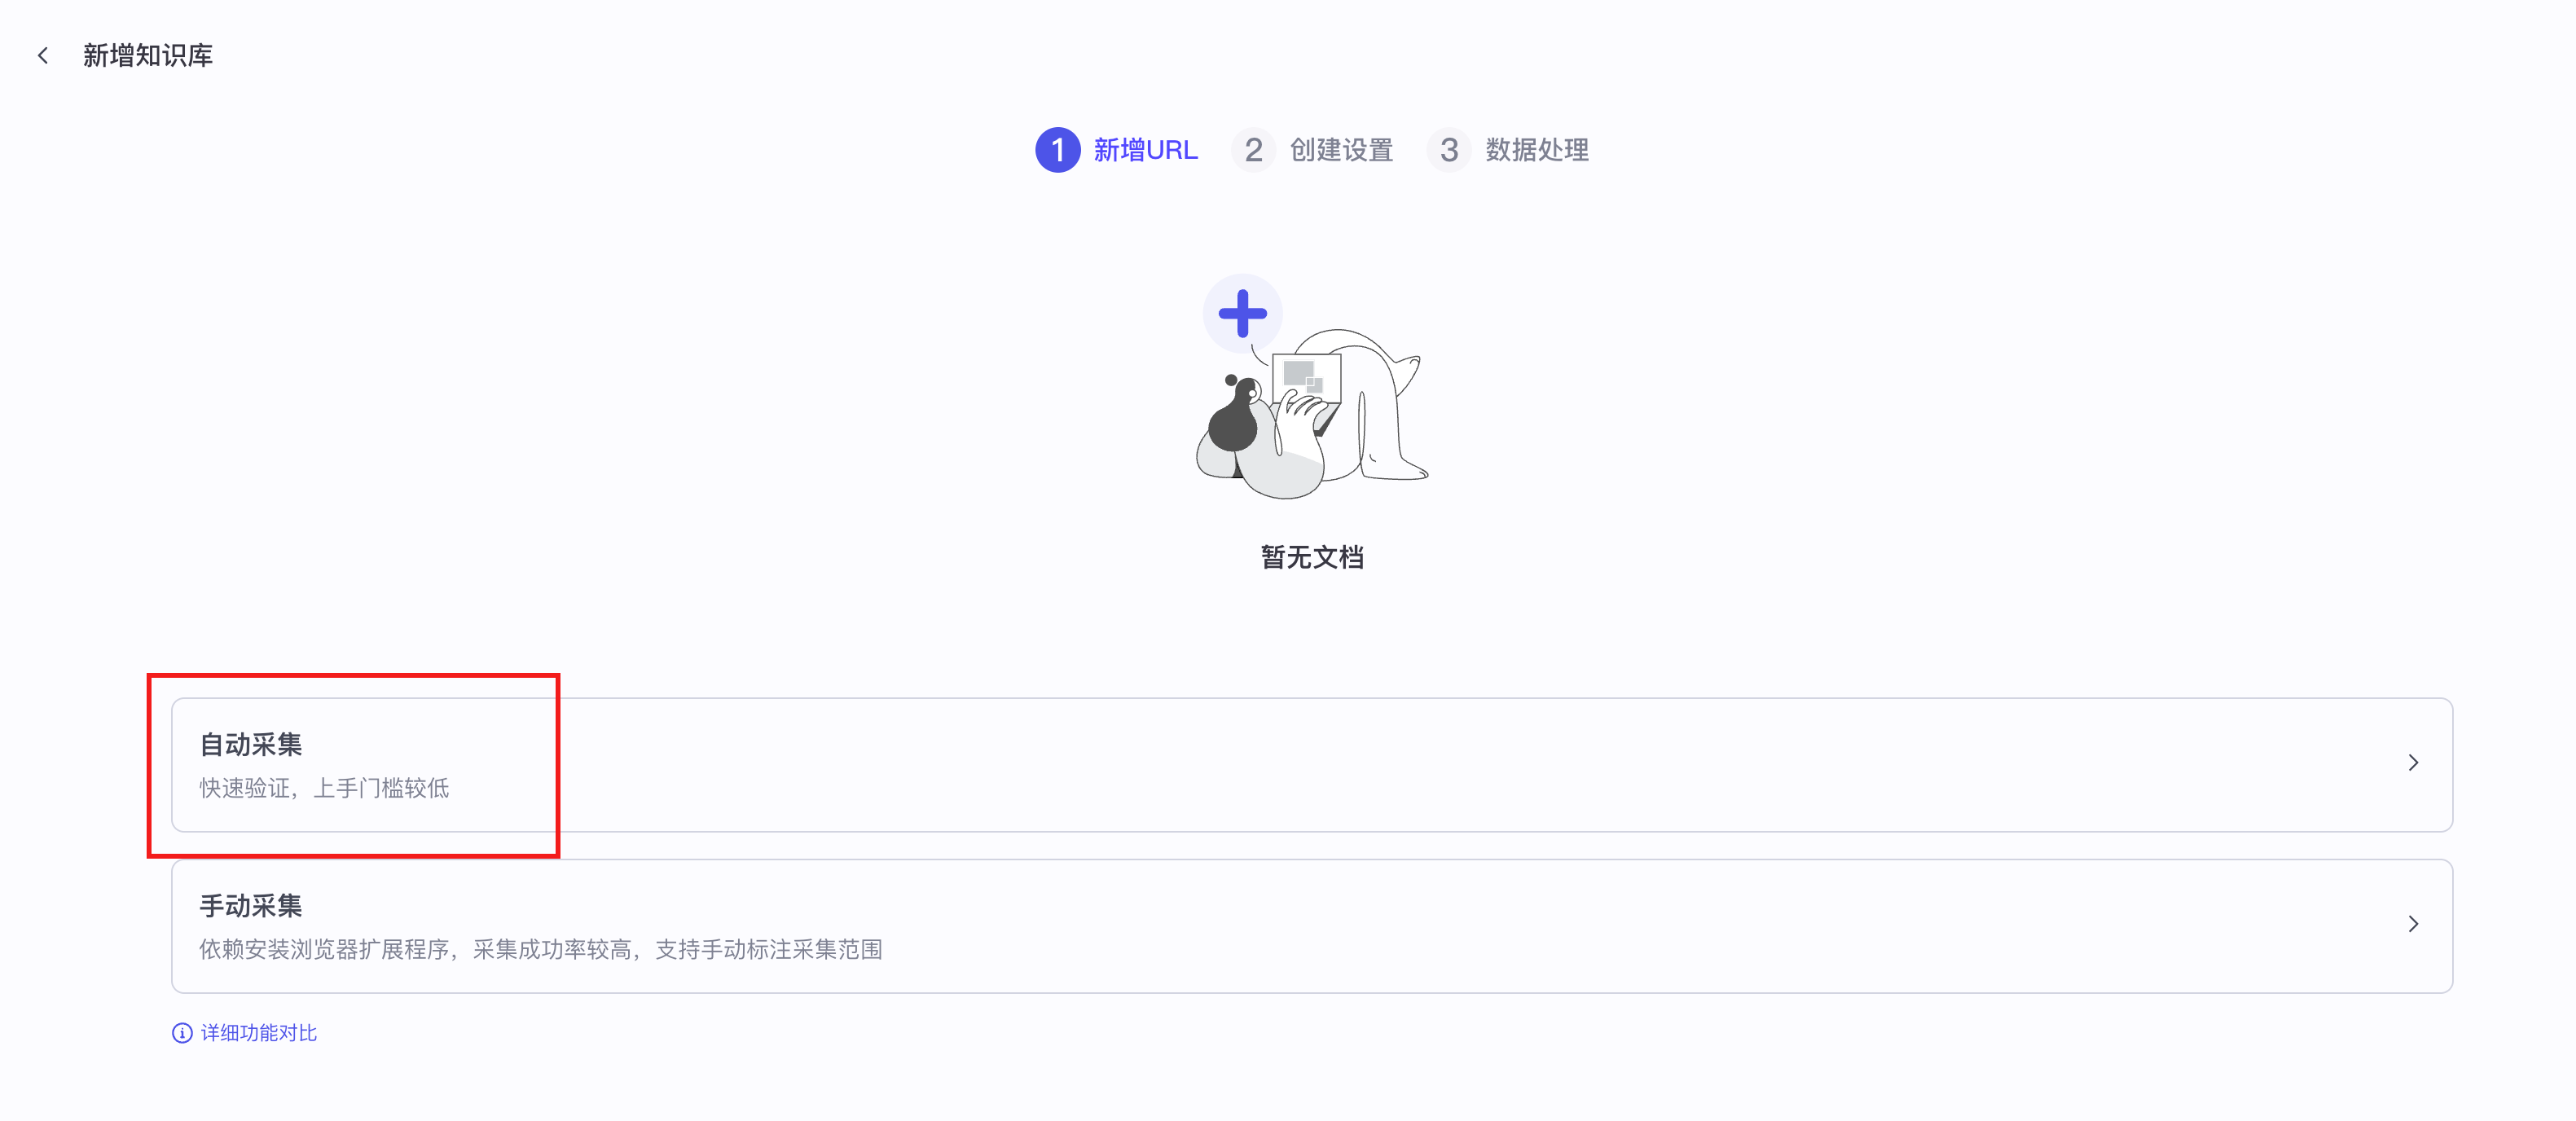 新增知识库
1 新增URL 2 创建设置 3 数据处理
暂无文档
自动采集
快速验证，上手门槛较低
手动采集
依赖安装浏览器扩展程序，采集成功率较高，支持手动标注采集范围
详细功能对比